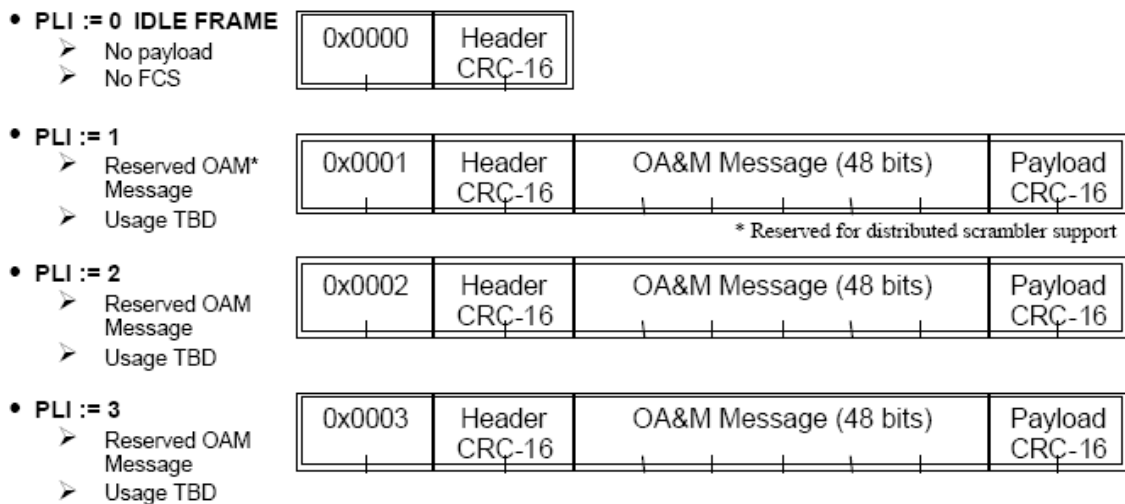 • PLI := 0 IDLE FRAME
➢ No payload
➢ No FCS
0x0000 Header CRC-16
• PLI := 1
➢ Reserved OAM* Message
➢ Usage TBD
0x0001 Header CRC-16 OA&M Message (48 bits) Payload CRC-16
* Reserved for distributed scrambler support
• PLI := 2
➢ Reserved OAM Message
➢ Usage TBD
0x0002 Header CRC-16 OA&M Message (48 bits) Payload CRC-16
• PLI := 3
➢ Reserved OAM Message
➢ Usage TBD
0x0003 Header CRC-16 OA&M Message (48 bits) Payload CRC-16